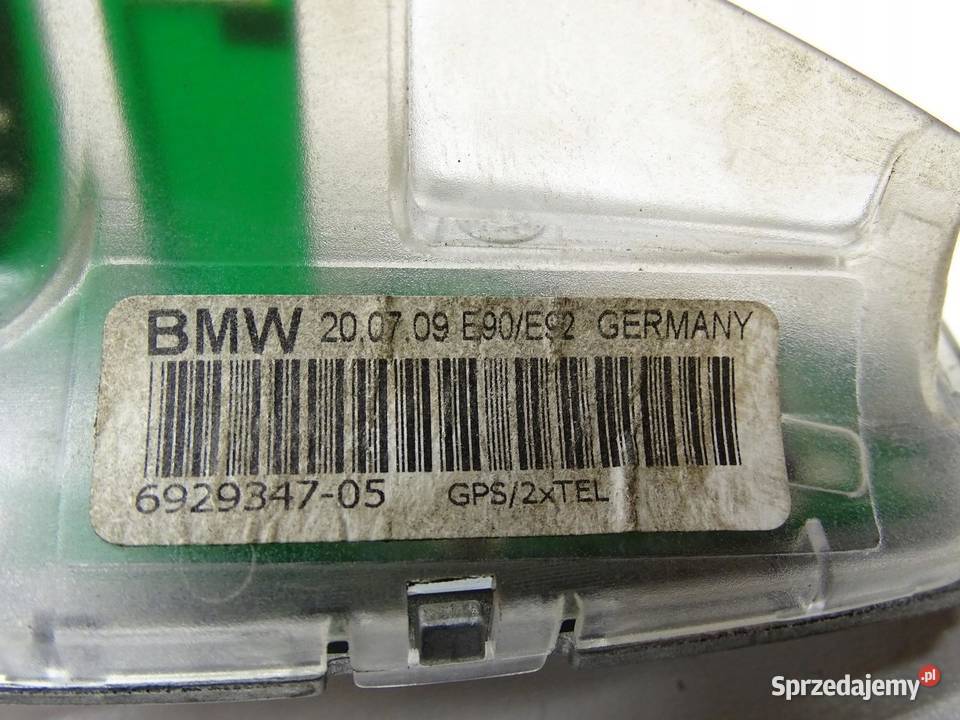 BMW 20.07.09 E90/E92 GERMANY
6929347-05 GPS/2xTEL
Sprzedajemy.pl